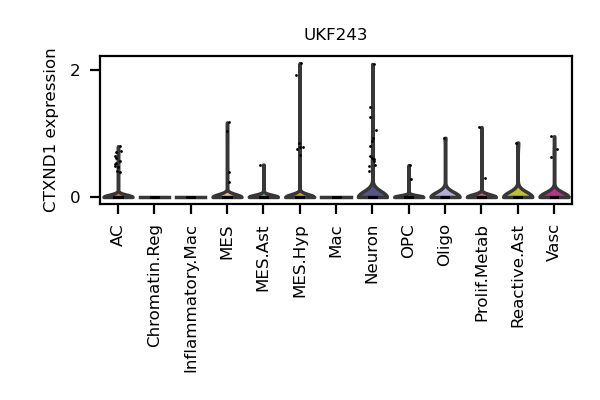 UKF243
CTXND1 expression
2
0
AC
Chromatin.Reg
Inflammatory.Mac
MES
MES.Ast
MES.Hyp
Mac
Neuron
OPC
Oligo
Prolif.Metab
Reactive.Ast
Vasc